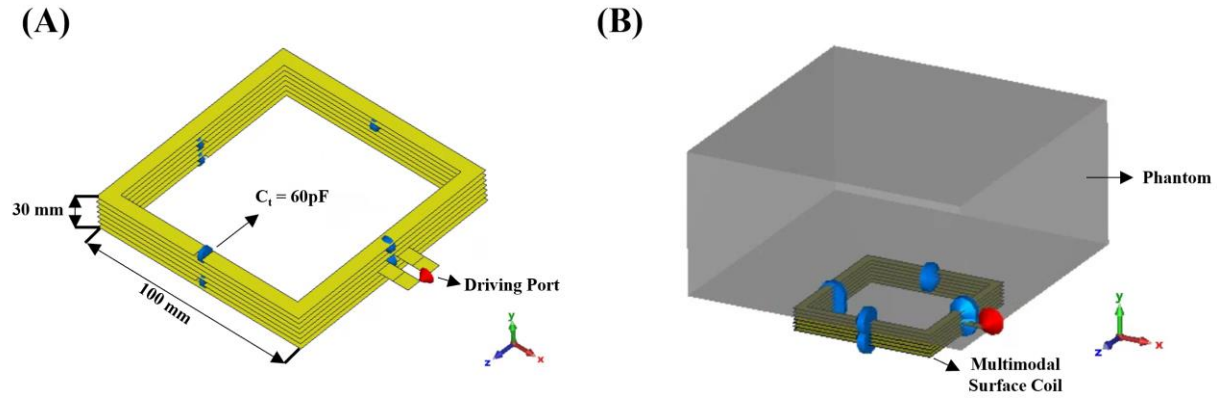 (A)
(B)
30 mm
Cₜ = 60pF
100 mm
Driving Port
y
z
x
Phantom
Multimodal
Surface Coil
y
z
x